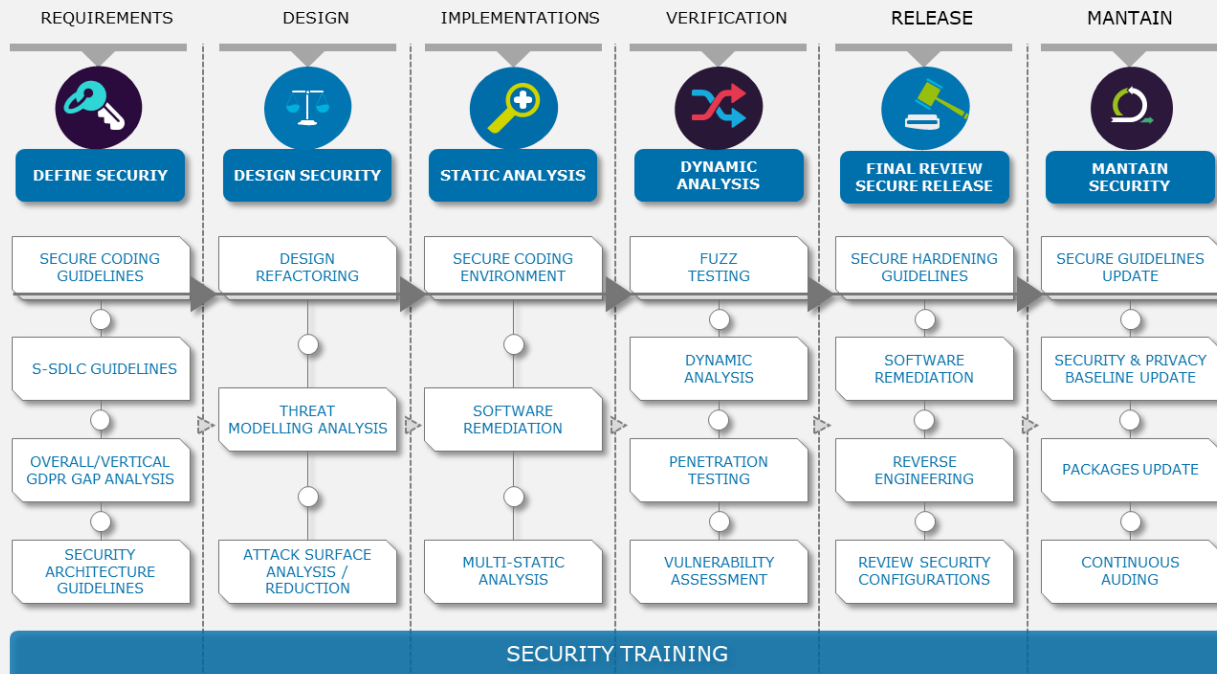 REQUIREMENTS
DESIGN
IMPLEMENTATIONS
VERIFICATION
RELEASE
MANTAIN
DEFINE SECURIY
DESIGN SECURITY
STATIC ANALYSIS
DYNAMIC
ANALYSIS
FINAL REVIEW
SECURE RELEASE
MANTAIN
SECURITY
SECURE CODING
GUIDELINES
DESIGN
REFACTORING
SECURE CODING
ENVIRONMENT
FUZZ
TESTING
SECURE HARDENING
GUIDELINES
SECURE GUIDELINES
UPDATE
S-SDLC GUIDELINES
DYNAMIC
ANALYSIS
SOFTWARE
REMEDIATION
SECURITY & PRIVACY
BASELINE UPDATE
THREAT
MODELLING ANALYSIS
SOFTWARE
REMEDIATION
OVERALL/VERTICAL
GDPR GAP ANALYSIS
PENETRATION
TESTING
REVERSE
ENGINEERING
PACKAGES UPDATE
SECURITY
ARCHITECTURE
GUIDELINES
ATTACK SURFACE
ANALYSIS /
REDUCTION
MULTI-STATIC
ANALYSIS
VULNERABILITY
ASSESSMENT
REVIEW SECURITY
CONFIGURATIONS
CONTINUOUS
AUDING
SECURITY TRAINING